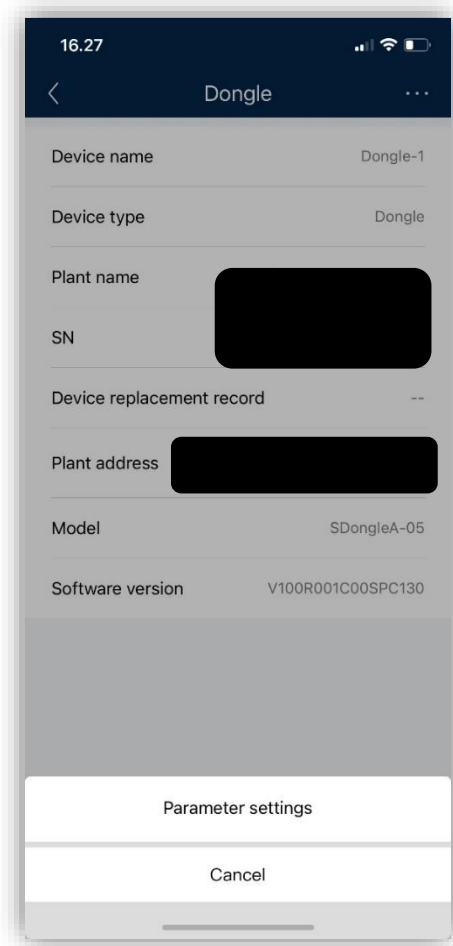 16.27
Dongle
Device name Dongle-1
Device type Dongle
Plant name
SN
Device replacement record --
Plant address
Model SDongleA-05
Software version V100R001C00SPC130
Parameter settings
Cancel